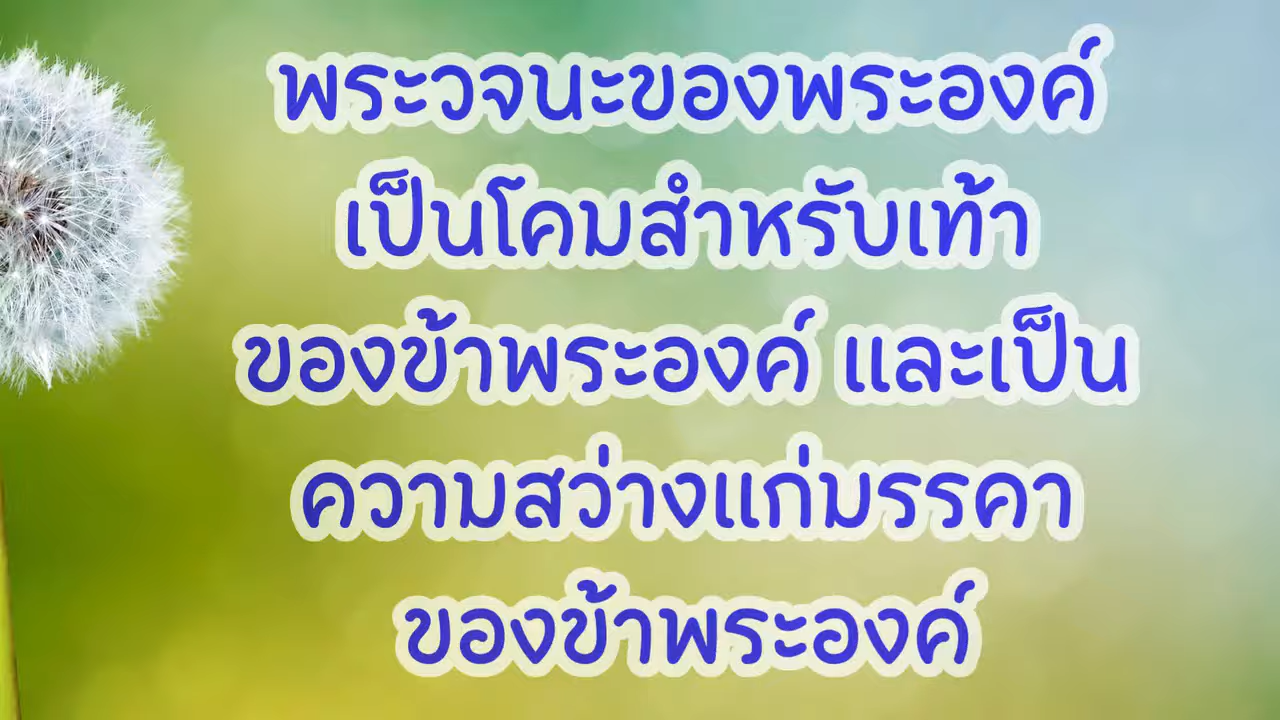 พระวจนะของพระองค์
เป็นโคมสำหรับเท้า
ของข้าพระองค์ และเป็น
ความสว่างแก่มรรคา
ของข้าพระองค์